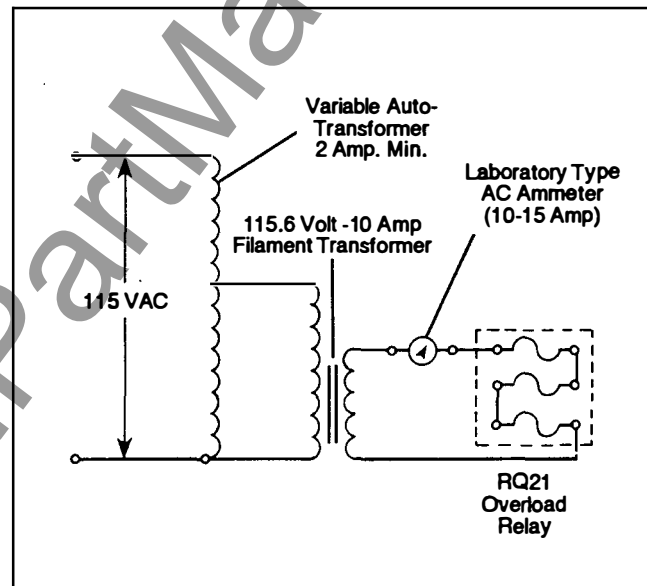 Variable Auto-
Transformer
2 Amp. Min.
Laboratory Type
AC Ammeter
(10-15 Amp)
115.6 Volt -10 Amp
Filament Transformer
115 VAC
RQ21
Overload
Relay
PartMa